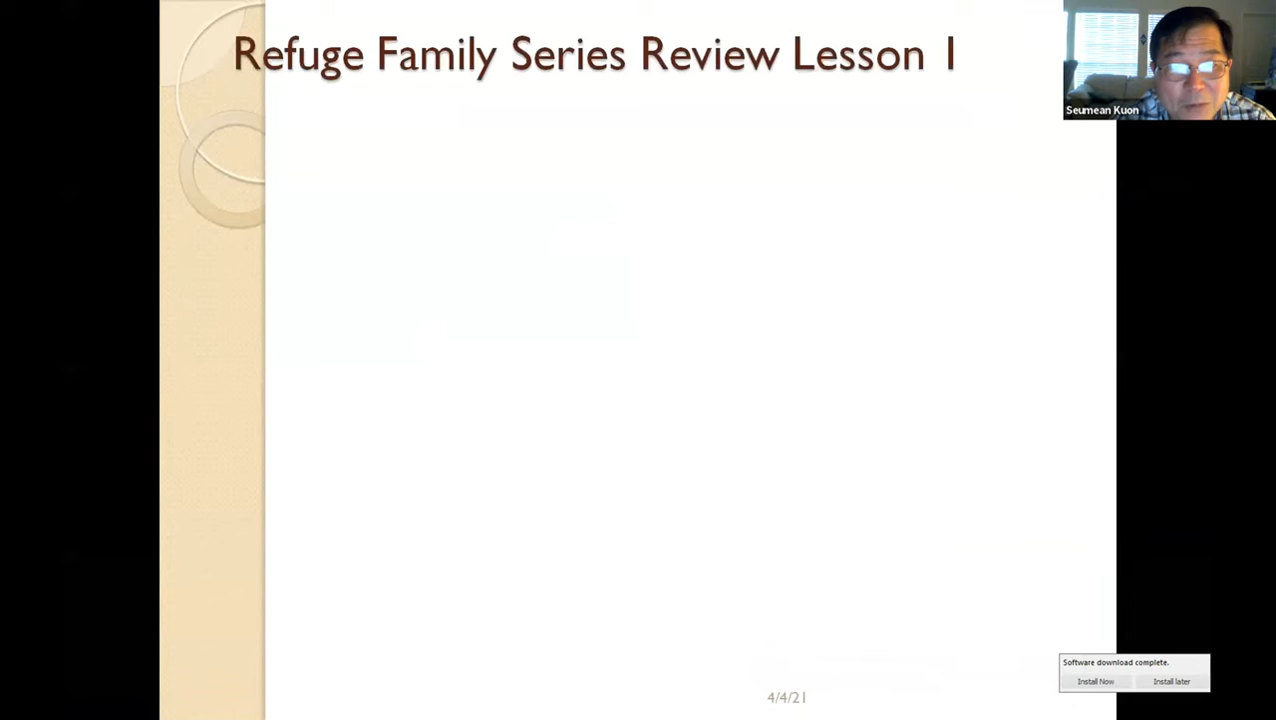 Refuge Family Series Review Lesson 1
Seumean Kuon
Software download complete.
Install Now
Install later
4/4/21